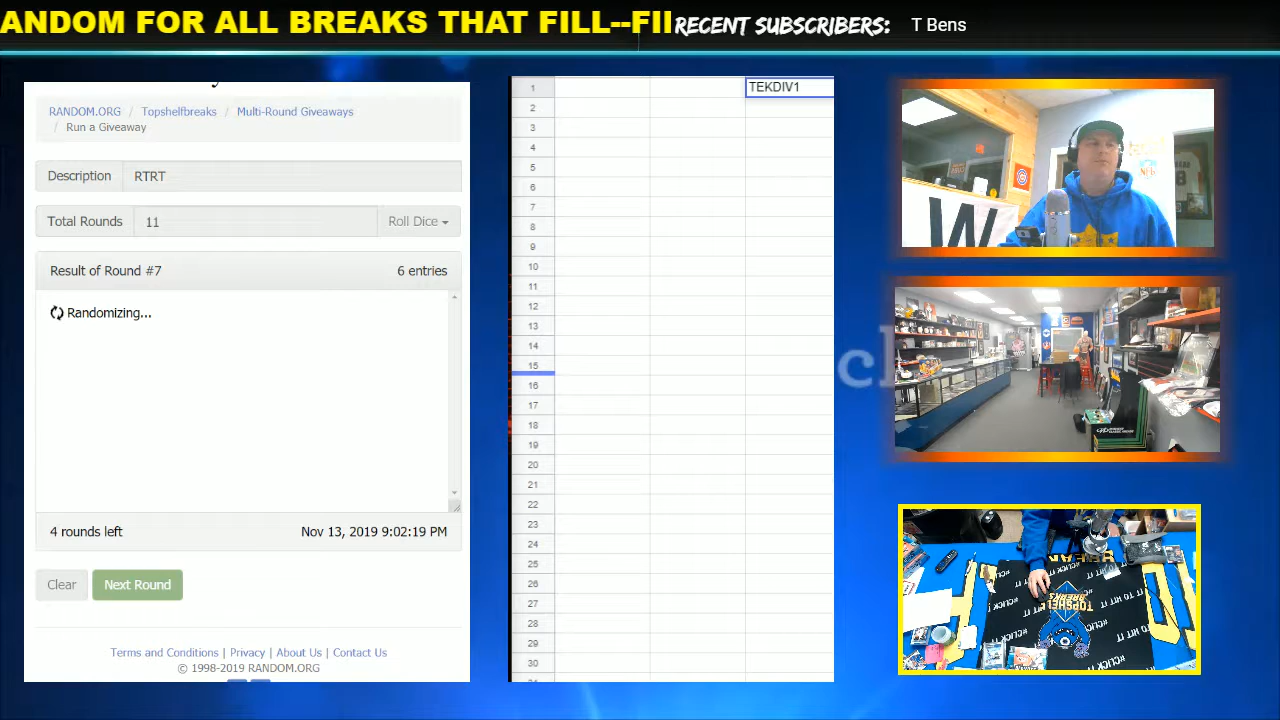 ANDOM FOR ALL BREAKS THAT FILL--FII
RECENT SUBSCRIBERS: T Bens
RANDOM.ORG / Topshelfbreaks / Multi-Round Giveaways
/ Run a Giveaway
Description RTRT
Total Rounds 11 Roll Dice
Result of Round #7 6 entries
Randomizing...
4 rounds left Nov 13, 2019 9:02:19 PM
Clear Next Round
Terms and Conditions | Privacy | About Us | Contact Us
© 1998-2019 RANDOM.ORG
1 TEKDIV1
2
3
4
5
6
7
8
9
10
11
12
13
14
15
16
17
18
19
20
21
22
23
24
25
26
27
28
29
30
W
TOPSHELF
BREAKS
#CLICK IT